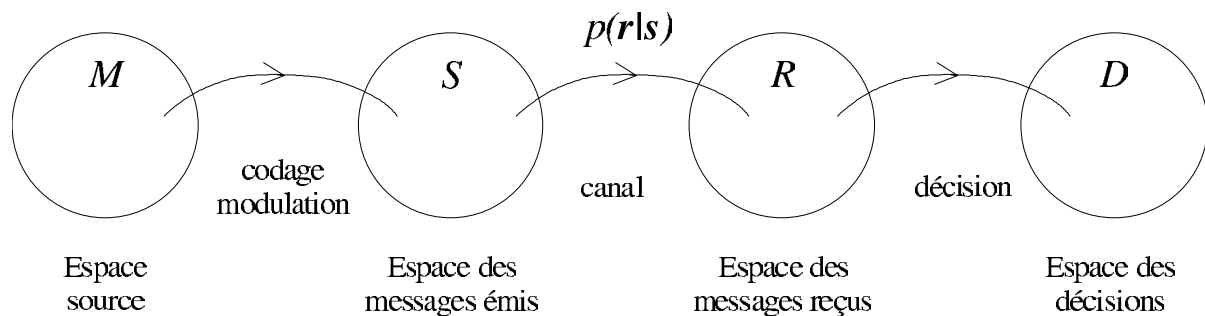 p(r|s)
M
S
R
D
codage
modulation
canal
décision
Espace
source
Espace des
messages émis
Espace des
messages reçus
Espace des
décisions